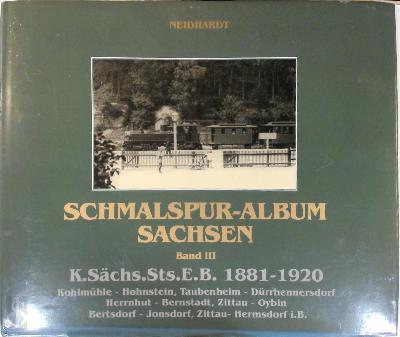 NEIDHARDT
SCHMALSPUR-ALBUM
SACHSEN
Band III
K.Sächs.Sts.E.B. 1881-1920
Kohlmühle - Hohnstein, Taubenheim - Dürrhennersdorf
Herrnhut - Bernstadt, Zittau - Oybin
Bertsdorf - Jonsdorf, Zittau- Hermsdorf i.B.